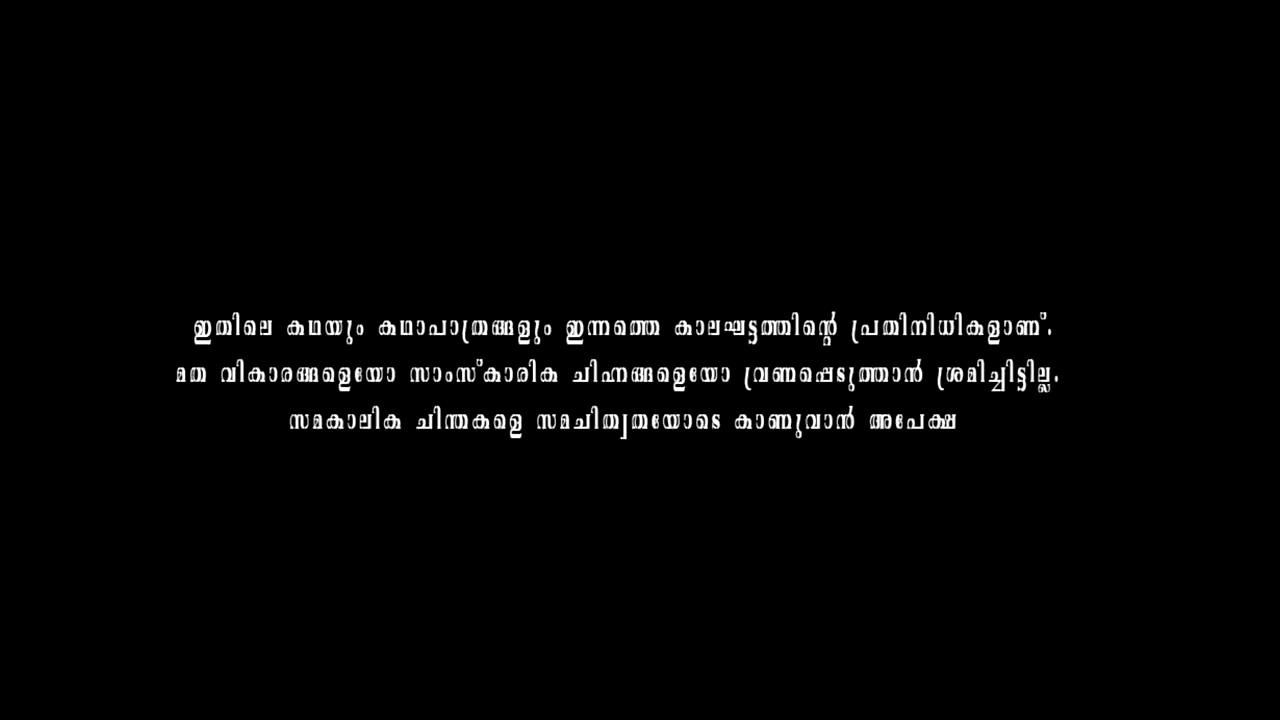 ഇതിലെ കഥയും കഥാപാത്രങ്ങളും ഇന്നത്തെ കാലഘട്ടത്തിന്റെ പ്രതിനിധികളാണ്.
മത വികാരങ്ങളെയോ സാംസ്കാരിക ചിഹ്നങ്ങളെയോ വ്രണപ്പെടുത്താൻ ശ്രമിച്ചിട്ടില്ല.
സമകാലിക ചിന്തകളെ സമചിത്വതയോടെ കാണുവാൻ അപേക്ഷ